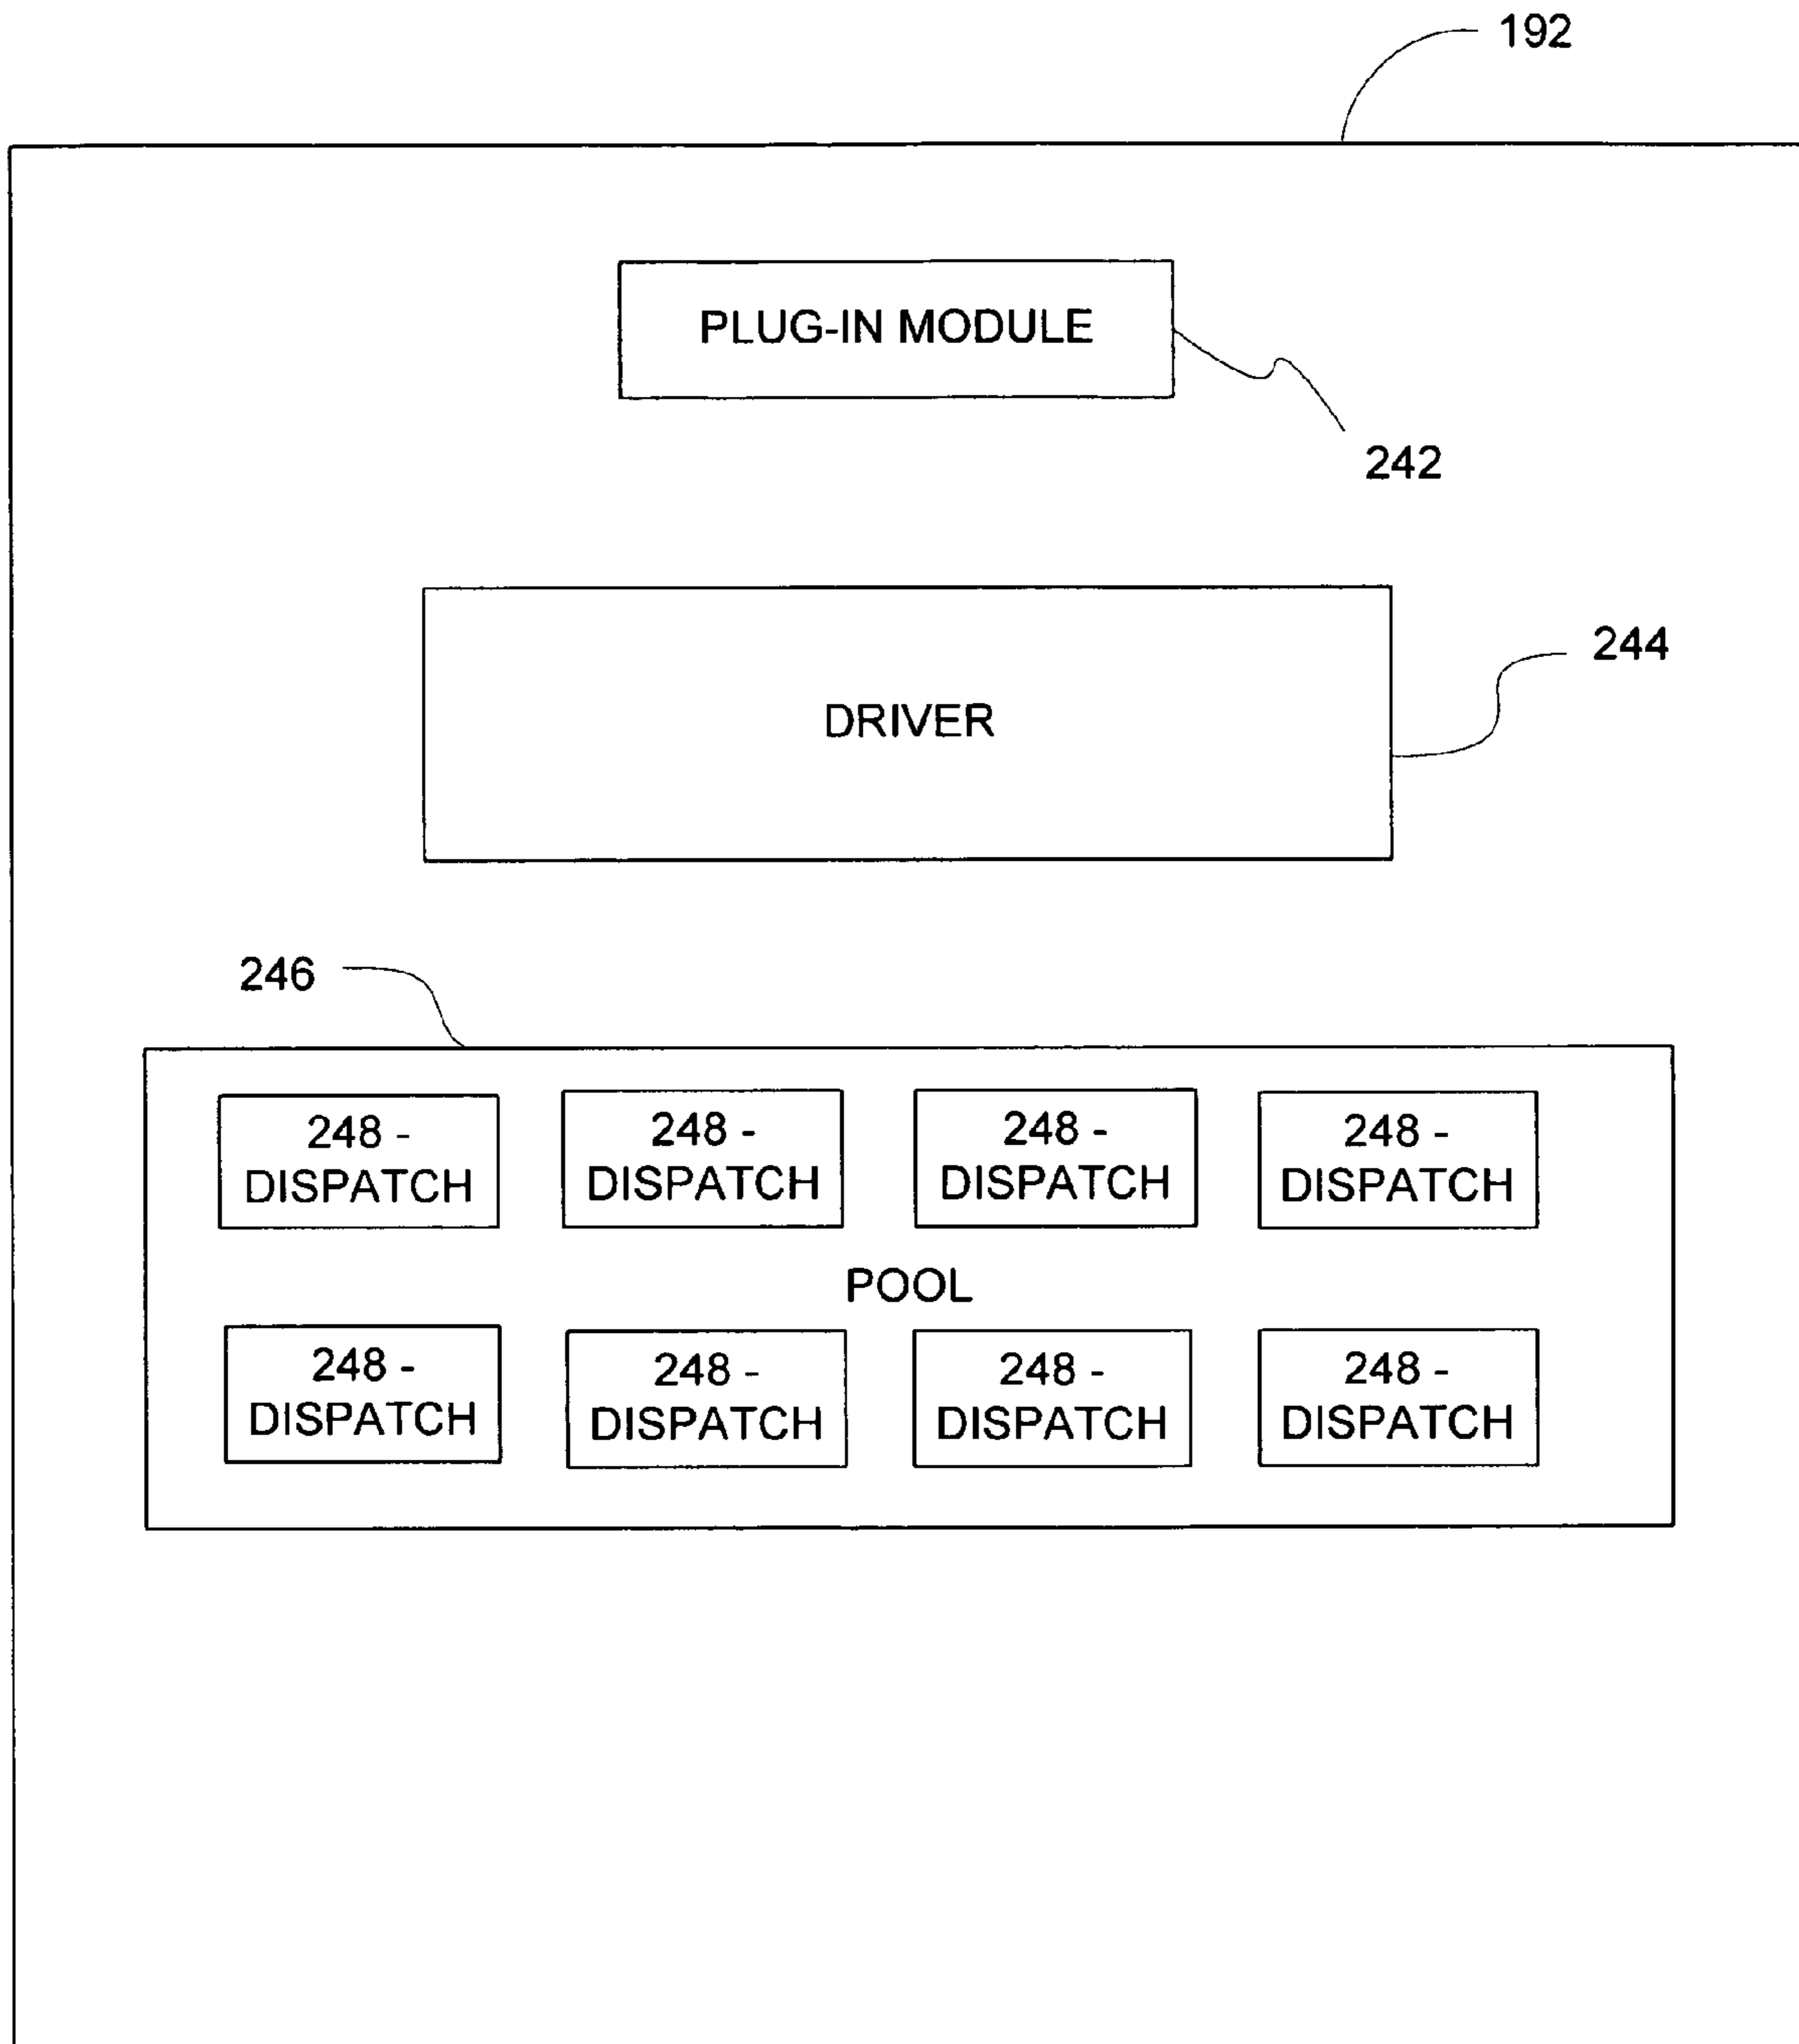 192
PLUG-IN MODULE
242
244
DRIVER
246
248 -
DISPATCH
248 -
DISPATCH
248 -
DISPATCH
248 -
DISPATCH
POOL
248 -
DISPATCH
248 -
DISPATCH
248 -
DISPATCH
248 -
DISPATCH